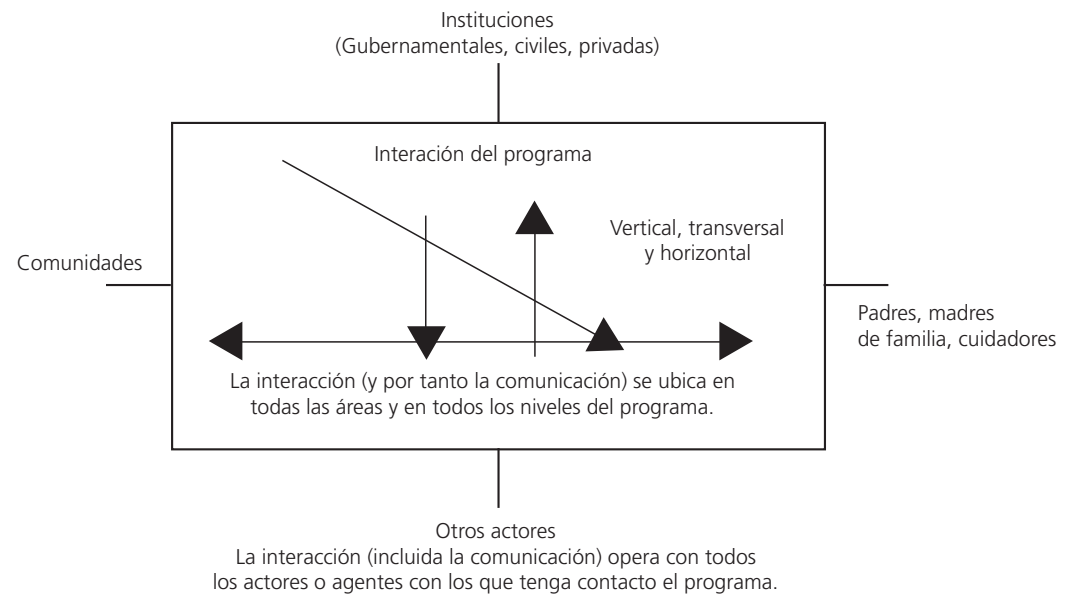 Instituciones
(Gubernamentales, civiles, privadas)
Interación del programa
Vertical, transversal
y horizontal
Comunidades
Padres, madres
de familia, cuidadores
La interacción (y por tanto la comunicación) se ubica en
todas las áreas y en todos los niveles del programa.
Otros actores
La interacción (incluida la comunicación) opera con todos
los actores o agentes con los que tenga contacto el programa.